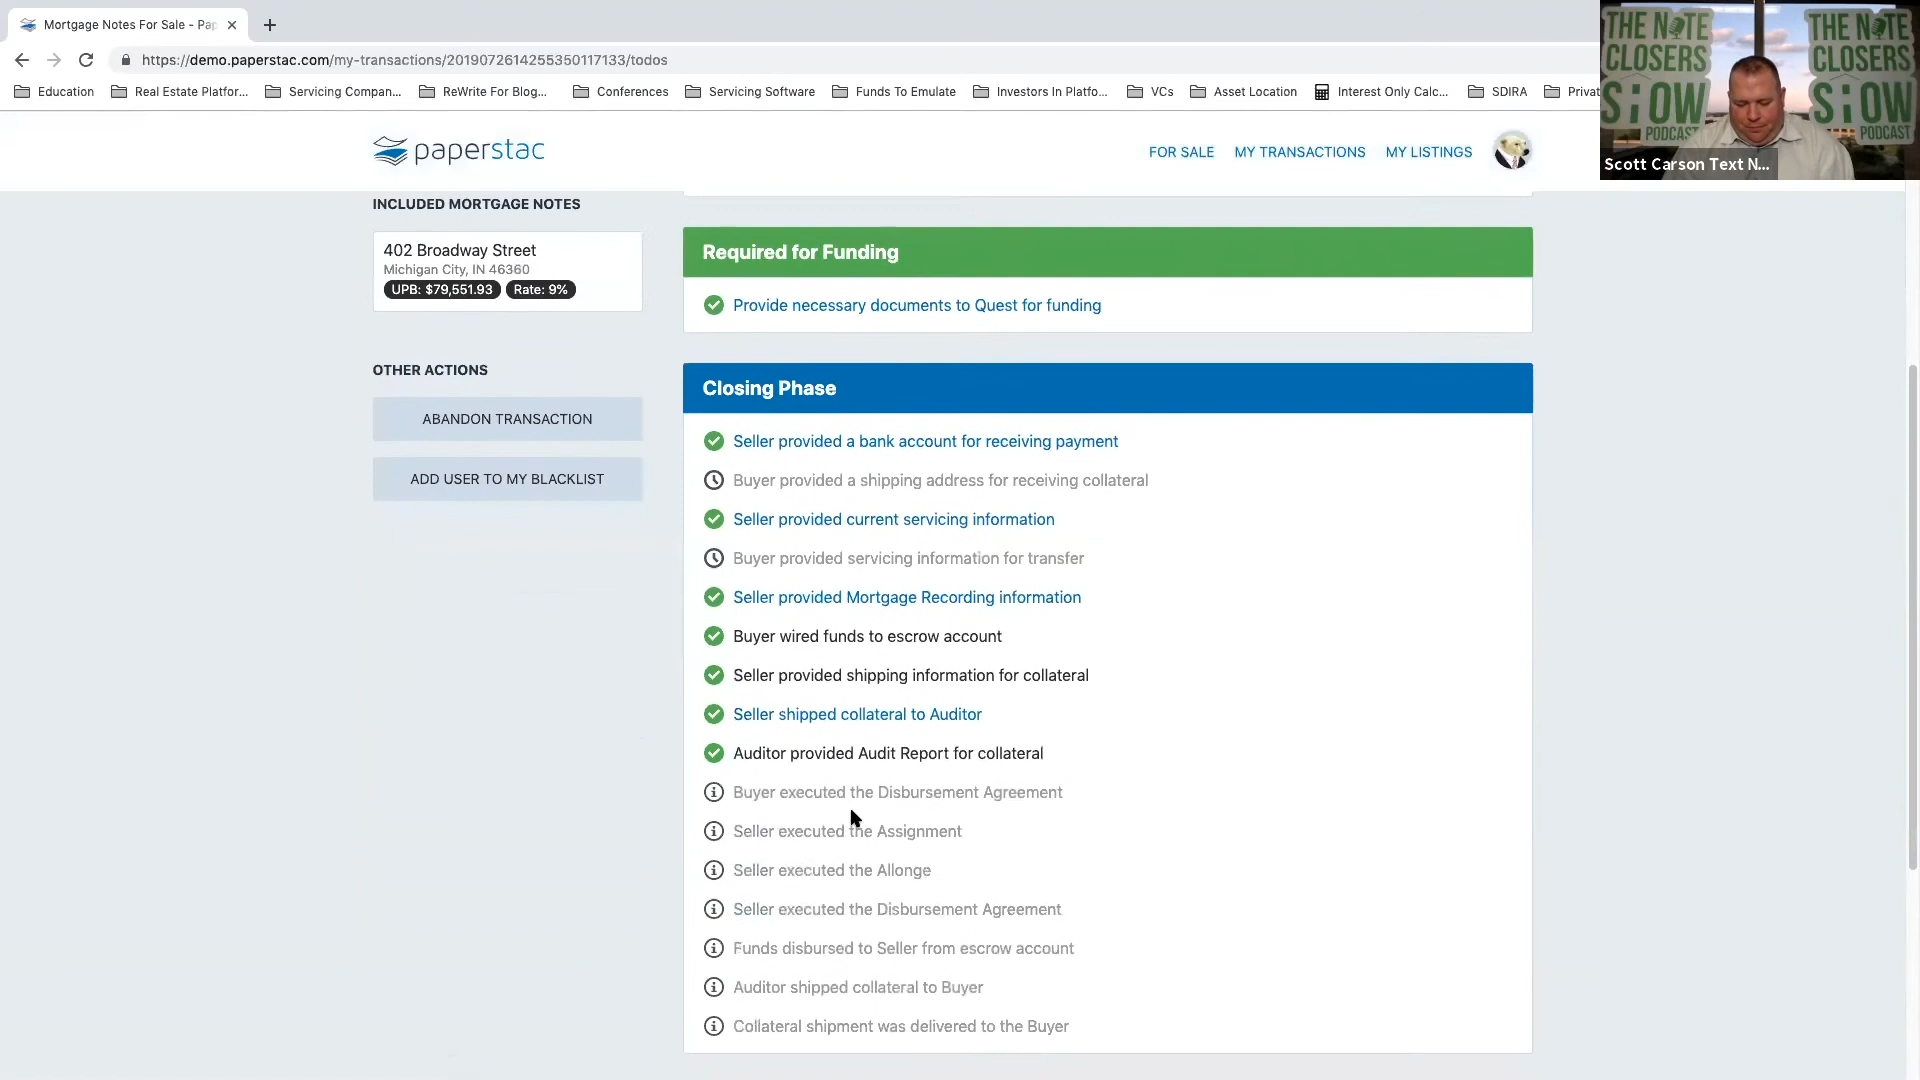 Mortgage Notes For Sale - Pap
https://demo.paperstac.com/my-transactions/2019072614255350117133/todos
Education
Real Estate Platfor...
Servicing Compan...
ReWrite For Blog...
Conferences
Servicing Software
Funds To Emulate
Investors In Platfo...
VCs
Asset Location
Interest Only Calc...
SDIRA
Privat
THE NOTE CLOSERS SHOW PODCAST
THE NOTE CLOSERS SHOW PODCAST
Scott Carson Text N...
paperstac
FOR SALE
MY TRANSACTIONS
MY LISTINGS
INCLUDED MORTGAGE NOTES
402 Broadway Street
Michigan City, IN 46360
UPB: $79,551.93
Rate: 9%
OTHER ACTIONS
ABANDON TRANSACTION
ADD USER TO MY BLACKLIST
Required for Funding
Provide necessary documents to Quest for funding
Closing Phase
Seller provided a bank account for receiving payment
Buyer provided a shipping address for receiving collateral
Seller provided current servicing information
Buyer provided servicing information for transfer
Seller provided Mortgage Recording information
Buyer wired funds to escrow account
Seller provided shipping information for collateral
Seller shipped collateral to Auditor
Auditor provided Audit Report for collateral
Buyer executed the Disbursement Agreement
Seller executed the Assignment
Seller executed the Allonge
Seller executed the Disbursement Agreement
Funds disbursed to Seller from escrow account
Auditor shipped collateral to Buyer
Collateral shipment was delivered to the Buyer